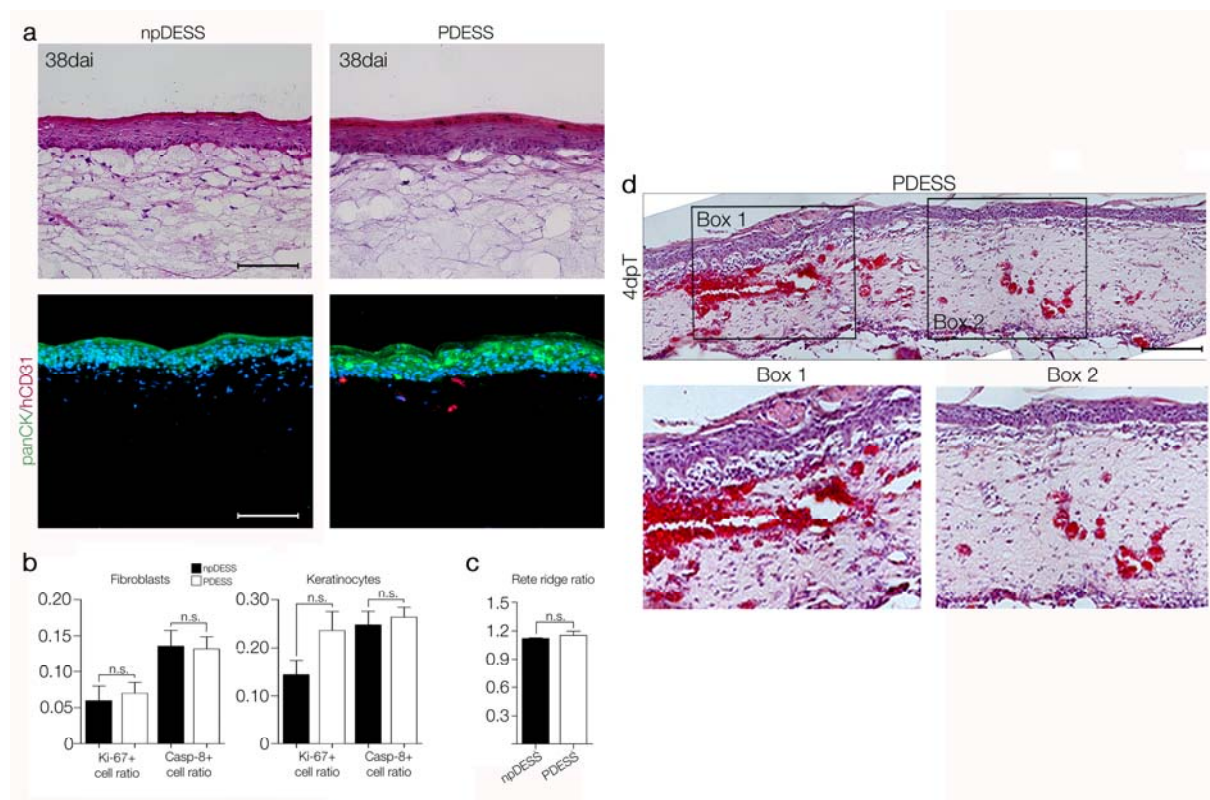 a
npDESS
PDESS
38dai
38dai
panCK/hCD31
b
npDESS
PDESS
Fibroblasts
0.20
0.15
0.10
0.05
0
n.s.
n.s.
Ki-67+
cell ratio
Casp-8+
cell ratio
Keratinocytes
0.30
0.20
0.10
0
n.s.
n.s.
Ki-67+
cell ratio
Casp-8+
cell ratio
c
Rete ridge ratio
1.5
1.2
0.9
0.6
0.3
n.s.
npDESS
PDESS
d
PDESS
4dpT
Box 1
Box 2
Box 1
Box 2